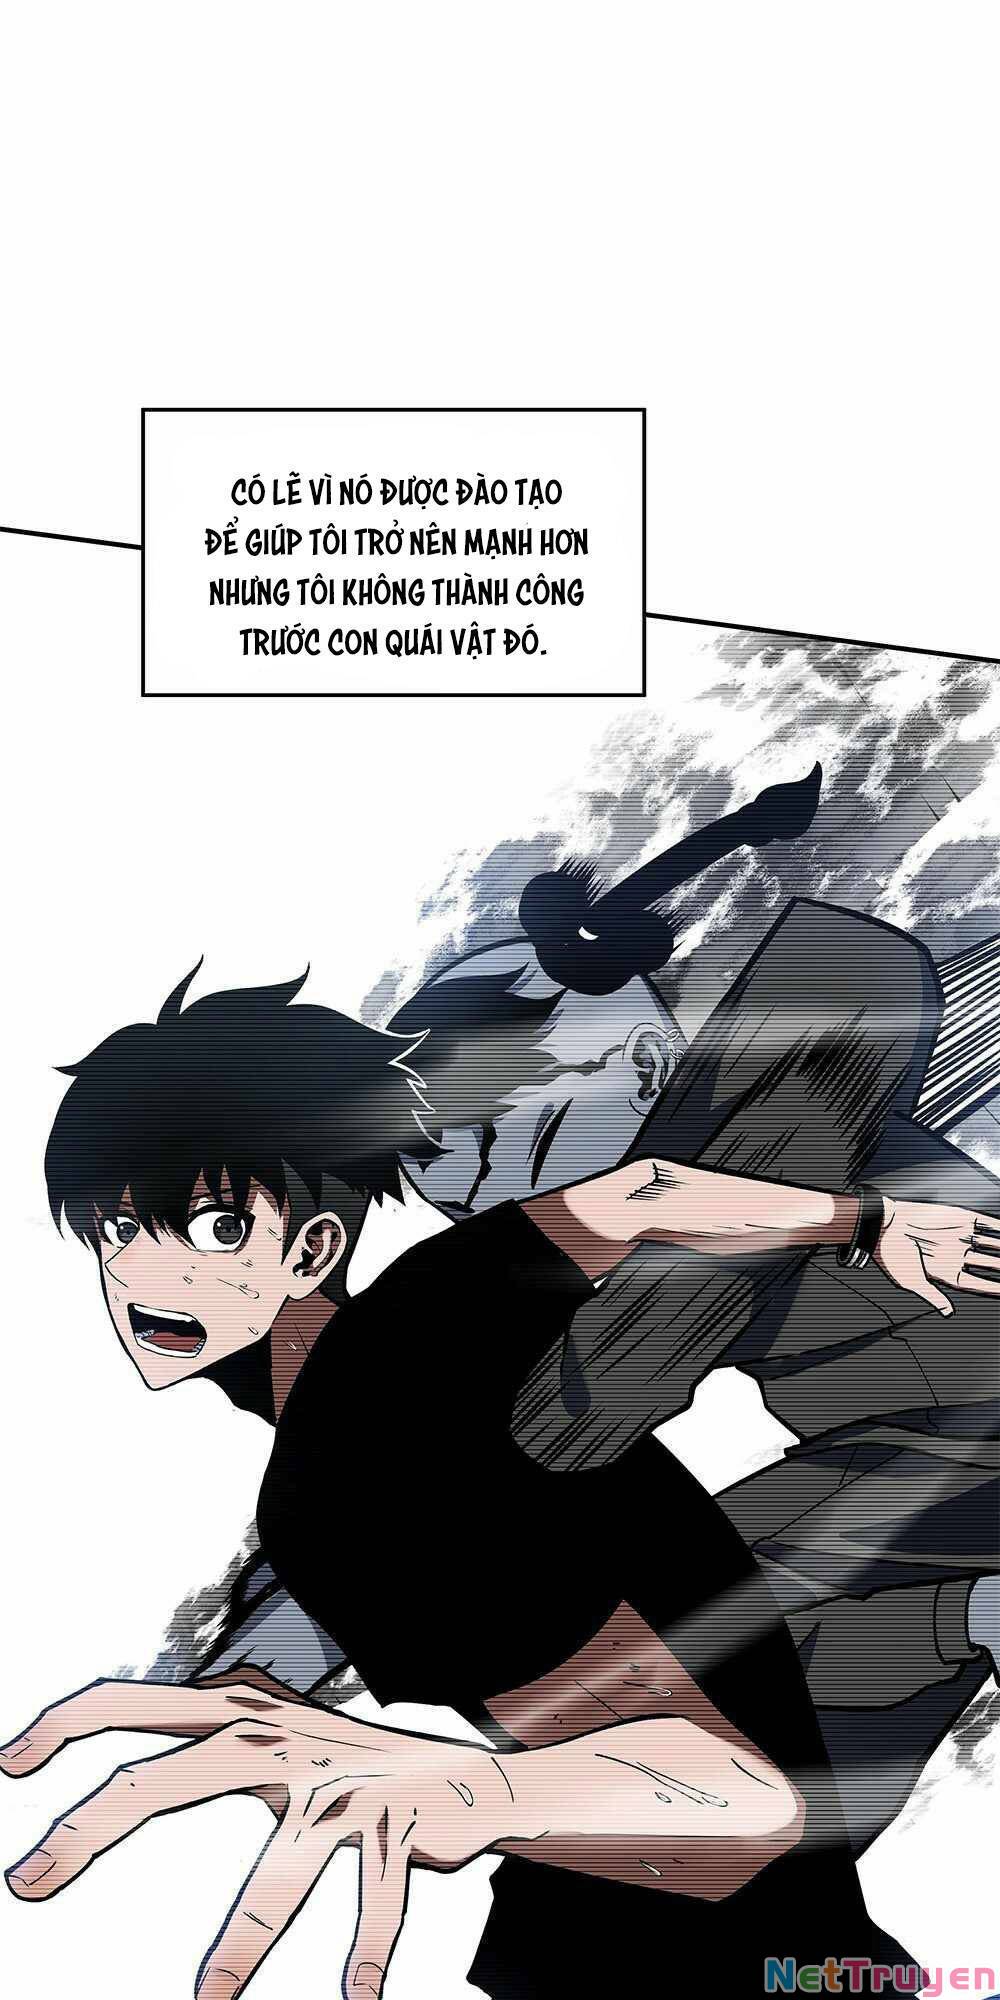 CÓ LẼ VÌ NÓ ĐƯỢC ĐÀO TẠO
ĐỂ GIÚP TÔI TRỞ NÊN MẠNH HƠN
NHƯNG TÔI KHÔNG THÀNH CÔNG
TRƯỚC CON QUÁI VẬT ĐÓ.
NetTruyen